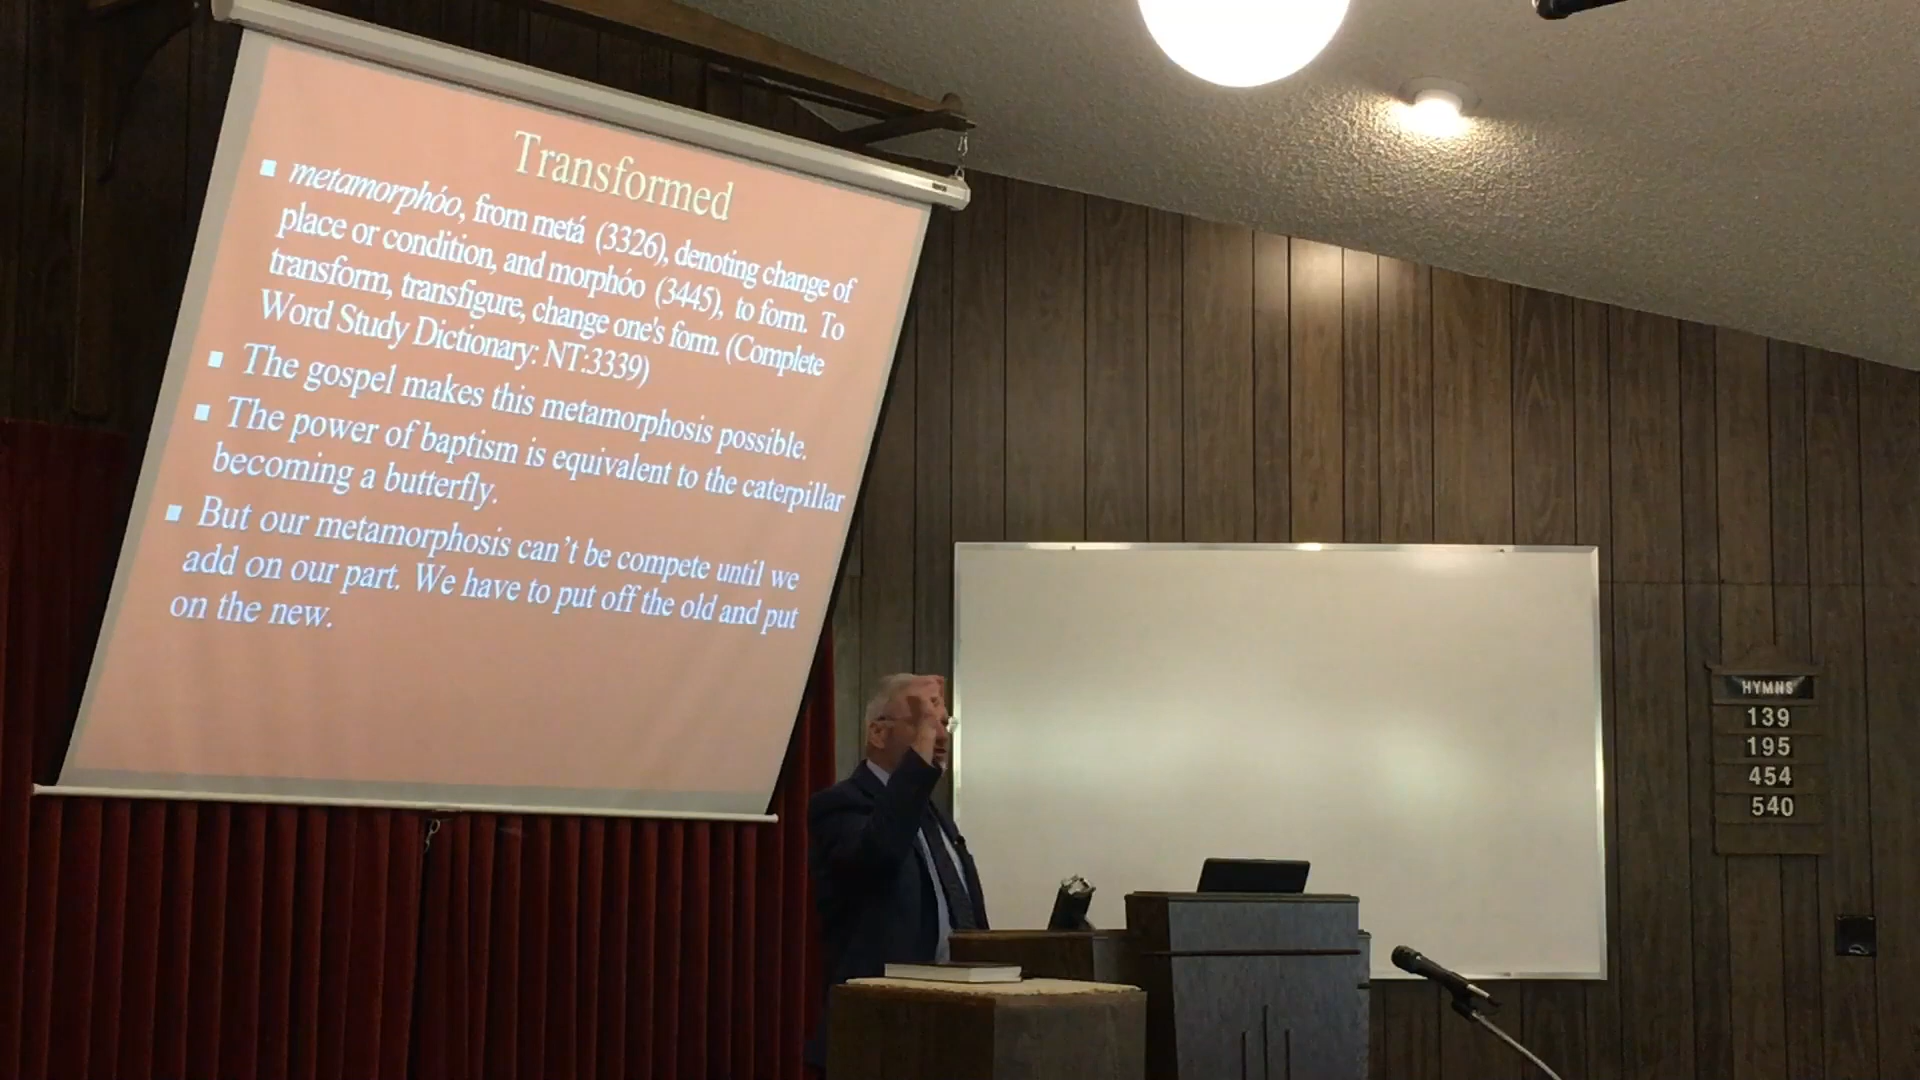 Transformed
▪ metamorphóo, from metá (3326), denoting change of
place or condition, and morphóo (3445), to form. To
transform, transfigure, change one's form. (Complete
Word Study Dictionary: NT:3339)
▪ The gospel makes this metamorphosis possible.
▪ The power of baptism is equivalent to the caterpillar
becoming a butterfly.
▪ But our metamorphosis can't be compete until we
add on our part. We have to put off the old and put
on the new.
HYMNS
139
195
454
540